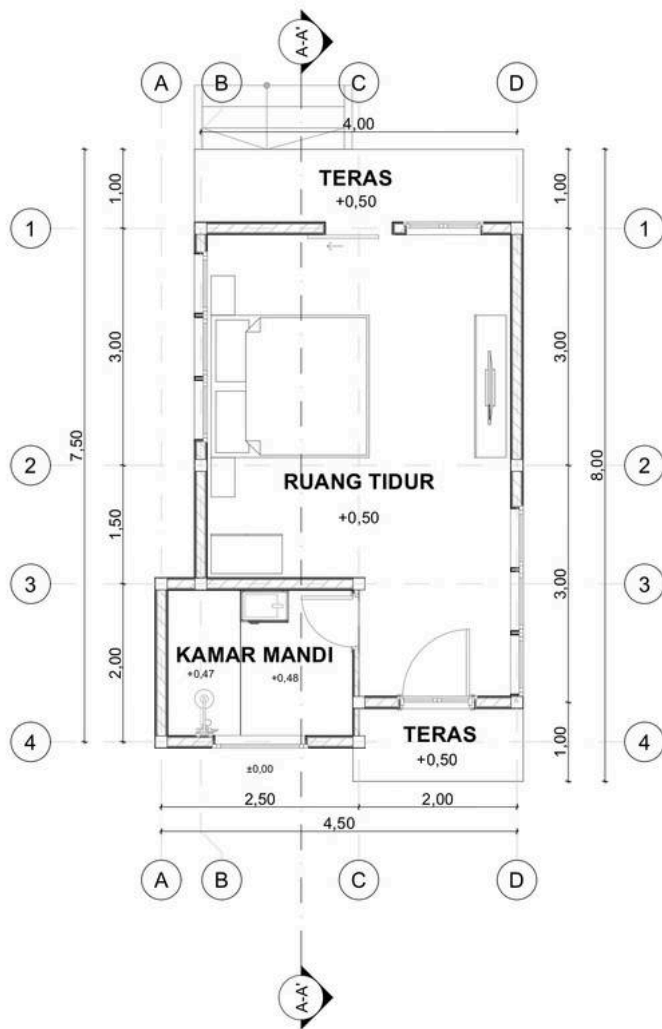 A-A'
A
B
C
D
4,00
TERAS
+0,50
1,00
1,00
1
1
3,00
3,00
7,50
8,00
2
2
RUANG TIDUR
+0,50
1,50
3,00
3
3
KAMAR MANDI
+0,47
+0,48
2,00
TERAS
+0,50
1,00
4
4
±0,00
2,50
2,00
4,50
A
B
C
D
A-A'